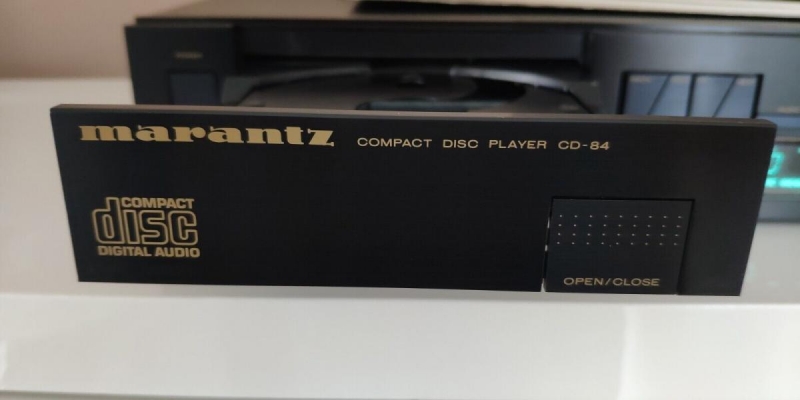 marantz COMPACT DISC PLAYER CD-84
COMPACT
disc
DIGITAL AUDIO
OPEN/CLOSE